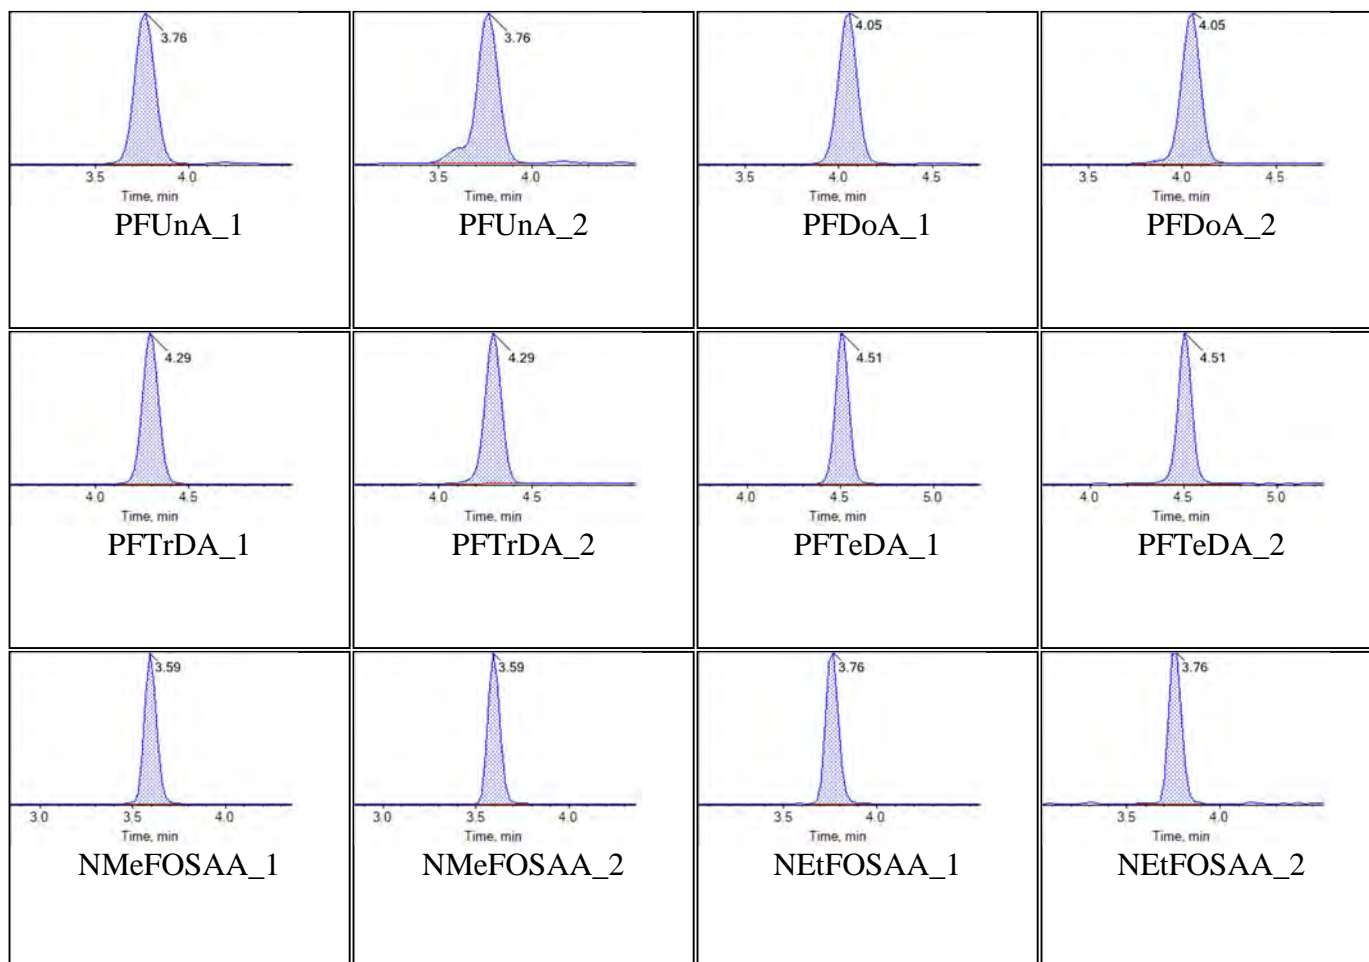 3.76
3.5 4.0
Time, min
PFUnA_1
3.76
3.5 4.0
Time, min
PFUnA_2
4.05
3.5 4.0 4.5
Time, min
PFDoA_1
4.05
3.5 4.0 4.5
Time, min
PFDoA_2
4.29
4.0 4.5
Time, min
PFTrDA_1
4.29
4.0 4.5
Time, min
PFTrDA_2
4.51
4.0 4.5 5.0
Time, min
PFTeDA_1
4.51
4.0 4.5 5.0
Time, min
PFTeDA_2
3.59
3.0 3.5 4.0
Time, min
NMeFOSAA_1
3.59
3.0 3.5 4.0
Time, min
NMeFOSAA_2
3.76
3.5 4.0
Time, min
NEtFOSAA_1
3.76
3.5 4.0
Time, min
NEtFOSAA_2